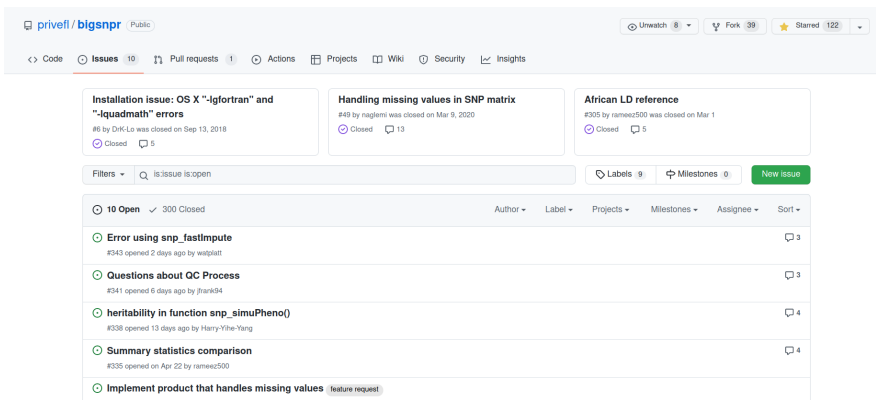 privefl / bigsnpr Public
Unwatch 8 Fork 39 Starred 122
Code Issues 10 Pull requests 1 Actions Projects Wiki Security Insights
Installation issue: OS X "-lgfortran" and
"-lquadmath" errors
#6 by DrK-Lo was closed on Sep 13, 2018
Closed 5
Handling missing values in SNP matrix
#49 by naglemi was closed on Mar 9, 2020
Closed 13
African LD reference
#305 by rameez500 was closed on Mar 1
Closed 5
Filters is:issue is:open Labels 9 Milestones 0 New issue
10 Open 300 Closed Author Label Projects Milestones Assignee Sort
Error using snp_fastImpute 3
#343 opened 2 days ago by watplatt
Questions about QC Process 3
#341 opened 6 days ago by jfrank94
heritability in function snp_simuPheno() 4
#338 opened 13 days ago by Harry-Yihe-Yang
Summary statistics comparison 4
#335 opened on Apr 22 by rameez500
Implement product that handles missing values feature request